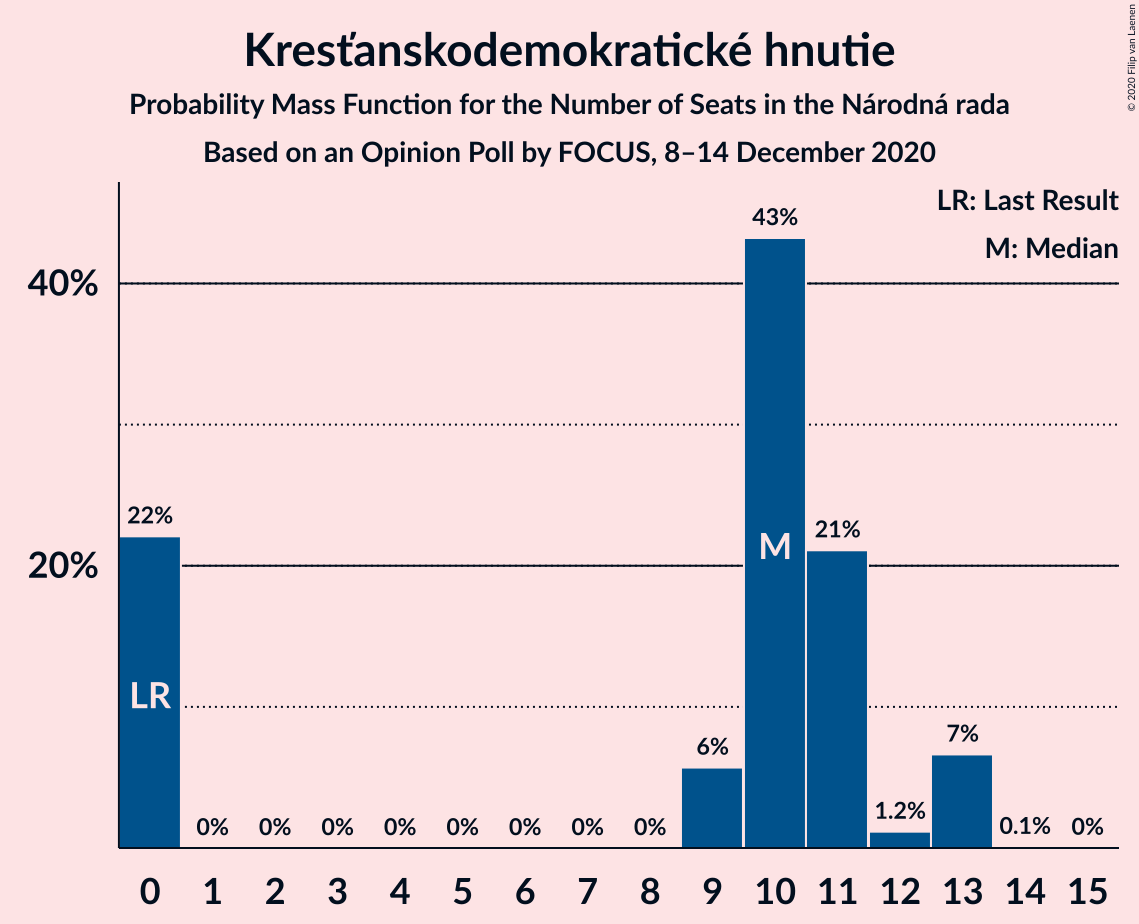 Kresťanskodemokratické hnutie
Probability Mass Function for the Number of Seats in the Národná rada
Based on an Opinion Poll by FOCUS, 8–14 December 2020
© 2020 Filip van Laenen
LR: Last Result
M: Median
40%
20%
22%
0%
0%
0%
0%
0%
0%
0%
0%
6%
43%
21%
1.2%
7%
0.1%
0%
LR
M
0 1 2 3 4 5 6 7 8 9 10 11 12 13 14 15